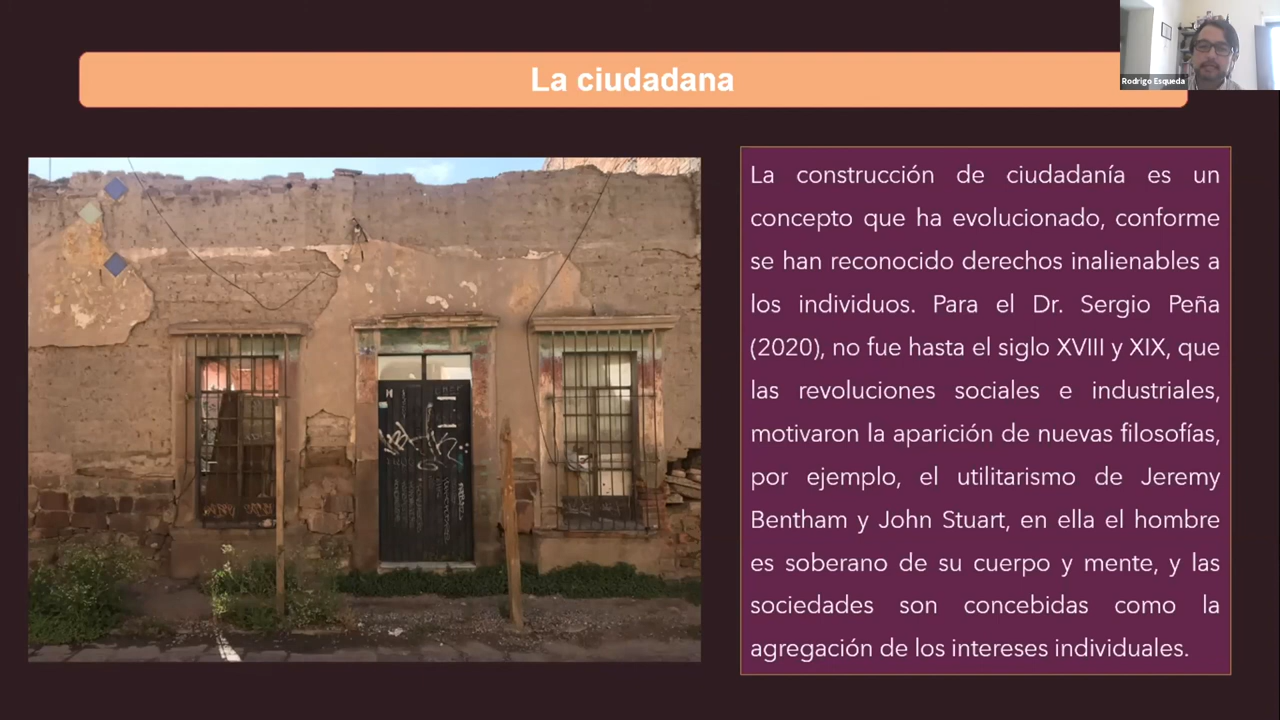 La ciudadana
Rodrigo Esqueda
La construcción de ciudadanía es un
concepto que ha evolucionado, conforme
se han reconocido derechos inalienables a
los individuos. Para el Dr. Sergio Peña
(2020), no fue hasta el siglo XVIII y XIX, que
las revoluciones sociales e industriales,
motivaron la aparición de nuevas filosofías,
por ejemplo, el utilitarismo de Jeremy
Bentham y John Stuart, en ella el hombre
es soberano de su cuerpo y mente, y las
sociedades son concebidas como la
agregación de los intereses individuales.